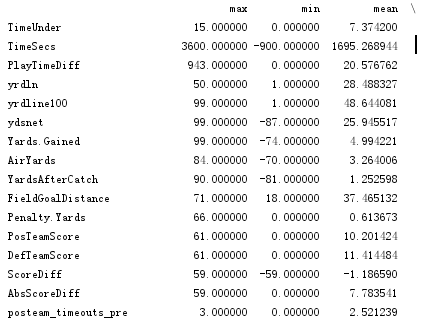 max min mean \
TimeUnder 15.000000 0.000000 7.374200
TimeSecs 3600.000000 -900.000000 1695.268944
PlayTimeDiff 943.000000 0.000000 20.576762
yrdln 50.000000 1.000000 28.488327
yrdline100 99.000000 1.000000 48.644081
ydsnet 99.000000 -87.000000 25.945517
Yards.Gained 99.000000 -74.000000 4.994221
AirYards 84.000000 -70.000000 3.264006
YardsAfterCatch 90.000000 -81.000000 1.252598
FieldGoalDistance 71.000000 18.000000 37.465132
Penalty.Yards 66.000000 0.000000 0.613673
PosTeamScore 61.000000 0.000000 10.201424
DefTeamScore 61.000000 0.000000 11.414484
ScoreDiff 59.000000 -59.000000 -1.186590
AbsScoreDiff 59.000000 0.000000 7.783541
posteam_timeouts_pre 3.000000 0.000000 2.521239